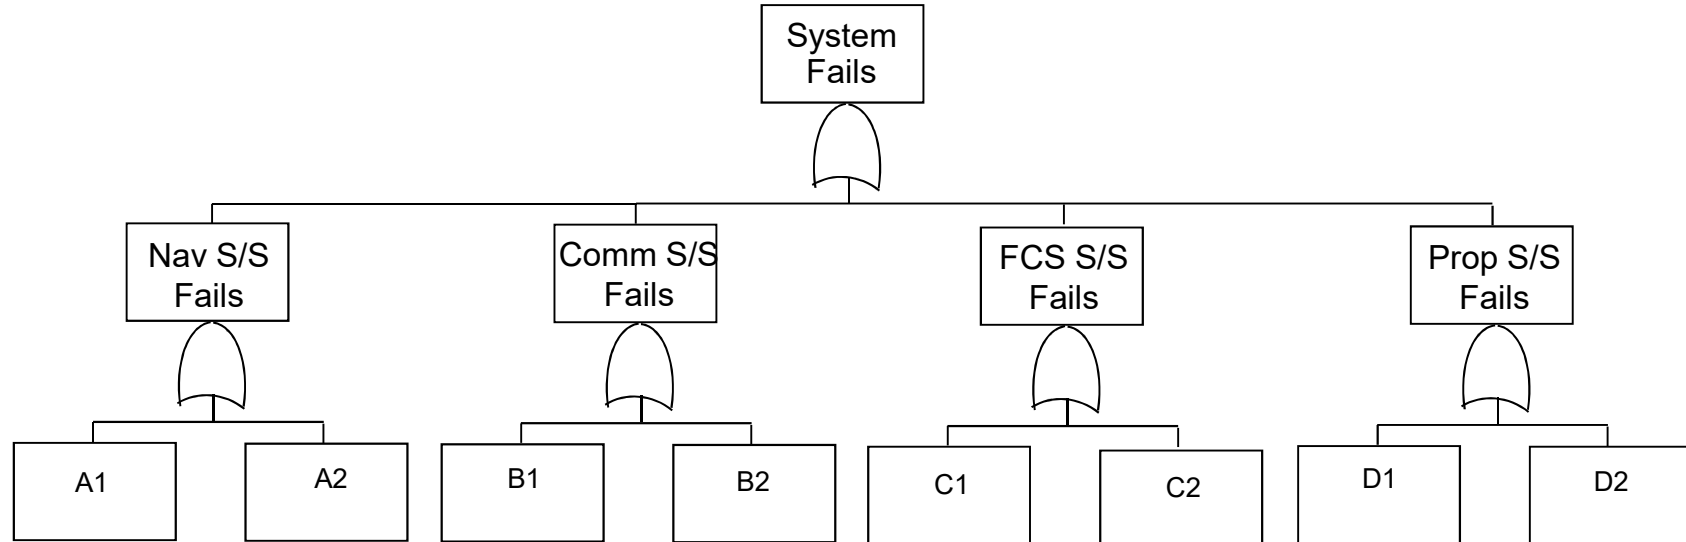 System
Fails
Nav S/S
Fails
Comm S/S
Fails
FCS S/S
Fails
Prop S/S
Fails
A1
A2
B1
B2
C1
C2
D1
D2